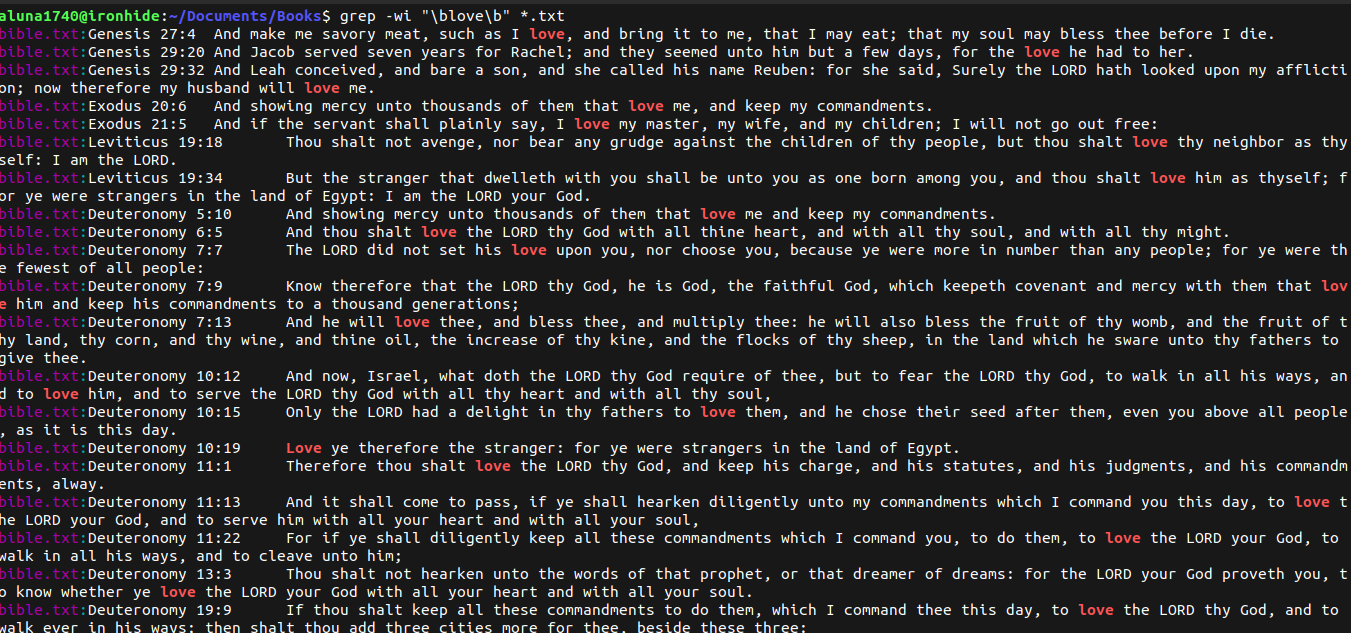 aluna1740@ironhide:~/Documents/Books$ grep -wi "\blove\b" *.txt
bible.txt:Genesis 27:4  And make me savory meat, such as I love, and bring it to me, that I may eat; that my soul may bless thee before I die.
bible.txt:Genesis 29:20 And Jacob served seven years for Rachel; and they seemed unto him but a few days, for the love he had to her.
bible.txt:Genesis 29:32 And Leah conceived, and bare a son, and she called his name Reuben: for she said, Surely the LORD hath looked upon my afflicti
on; now therefore my husband will love me.
bible.txt:Exodus 20:6   And showing mercy unto thousands of them that love me, and keep my commandments.
bible.txt:Exodus 21:5   And if the servant shall plainly say, I love my master, my wife, and my children; I will not go out free:
bible.txt:Leviticus 19:18       Thou shalt not avenge, nor bear any grudge against the children of thy people, but thou shalt love thy neighbor as thy
self: I am the LORD.
bible.txt:Leviticus 19:34       But the stranger that dwelleth with you shall be unto you as one born among you, and thou shalt love him as thyself; f
or ye were strangers in the land of Egypt: I am the LORD your God.
bible.txt:Deuteronomy 5:10      And showing mercy unto thousands of them that love me and keep my commandments.
bible.txt:Deuteronomy 6:5       And thou shalt love the LORD thy God with all thine heart, and with all thy soul, and with all thy might.
bible.txt:Deuteronomy 7:7       The LORD did not set his love upon you, nor choose you, because ye were more in number than any people; for ye were th
e fewest of all people:
bible.txt:Deuteronomy 7:9       Know therefore that the LORD thy God, he is God, the faithful God, which keepeth covenant and mercy with them that lov
e him and keep his commandments to a thousand generations;
bible.txt:Deuteronomy 7:13      And he will love thee, and bless thee, and multiply thee: he will also bless the fruit of thy womb, and the fruit of t
hy land, thy corn, and thy wine, and thine oil, the increase of thy kine, and the flocks of thy sheep, in the land which he sware unto thy fathers to
give thee.
bible.txt:Deuteronomy 10:12     And now, Israel, what doth the LORD thy God require of thee, but to fear the LORD thy God, to walk in all his ways, an
d to love him, and to serve the LORD thy God with all thy heart and with all thy soul,
bible.txt:Deuteronomy 10:15     Only the LORD had a delight in thy fathers to love them, and he chose their seed after them, even you above all people
, as it is this day.
bible.txt:Deuteronomy 10:19     Love ye therefore the stranger: for ye were strangers in the land of Egypt.
bible.txt:Deuteronomy 11:1      Therefore thou shalt love the LORD thy God, and keep his charge, and his statutes, and his judgments, and his commandm
ents, alway.
bible.txt:Deuteronomy 11:13     And it shall come to pass, if ye shall hearken diligently unto my commandments which I command you this day, to love t
he LORD your God, and to serve him with all your heart and with all your soul,
bible.txt:Deuteronomy 11:22     For if ye shall diligently keep all these commandments which I command you, to do them, to love the LORD your God, to
walk in all his ways, and to cleave unto him;
bible.txt:Deuteronomy 13:3      Thou shalt not hearken unto the words of that prophet, or that dreamer of dreams: for the LORD your God proveth you, t
o know whether ye love the LORD your God with all your heart and with all your soul.
bible.txt:Deuteronomy 19:9      If thou shalt keep all these commandments to do them, which I command thee this day, to love the LORD thy God, and to
walk ever in his ways; then shalt thou add three cities more for thee, beside these three: